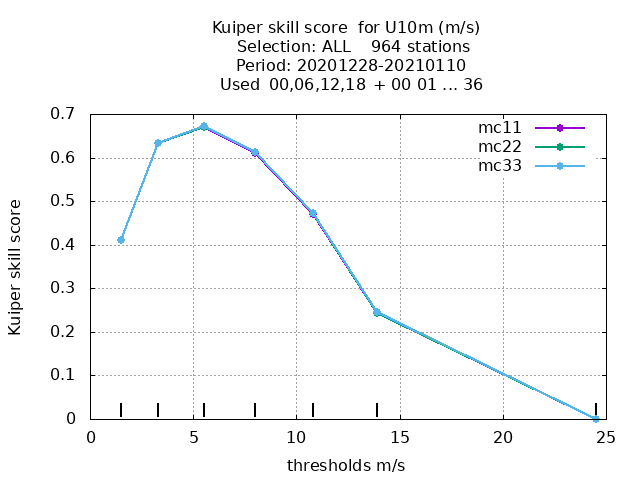 Kuiper skill score  for U10m (m/s)
Selection: ALL    964 stations
Period: 20201228-20210110
Used  00,06,12,18  + 00 01 ... 36
mc11
mc22
mc33
0.7
0.6
0.5
0.4
0.3
0.2
0.1
0
Kuiper skill score
0 5 10 15 20 25
thresholds m/s